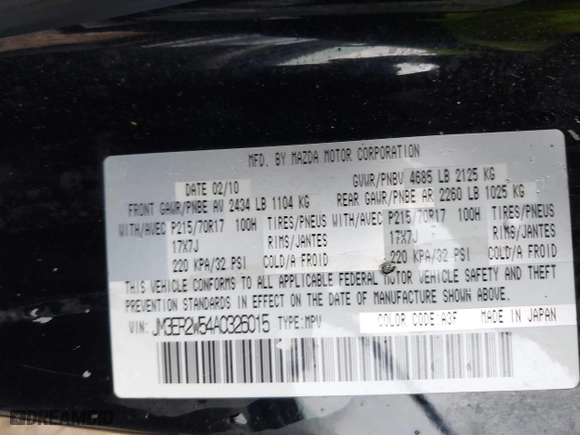 MFD. BY MAZDA MOTOR CORPORATION
DATE 02/10 GVWR/PNBV 4685 LB 2125 KG
FRONT GAWR/PNBE AV 2434 LB 1104 KG REAR GAWR/PNBE AR 2260 LB 1025 KG
WITH/AVEC P215/70R17 100H TIRES/PNEUS WITH/AVEC P215/70R17 100H TIRES/PNEUS
17X7J RIMS/JANTES 17X7J RIMS/JANTES
220 KPA/32 PSI COLD/A FROID 220 KPA/32 PSI COLD/A FROID
THIS VEHICLE CONFORMS TO ALL APPLICABLE FEDERAL MOTOR VEHICLE SAFETY AND THEFT
PREVENTION STANDARDS IN EFFECT ON THE DATE OF MANUFACTURE SHOWN ABOVE.
VIN: JM3ER2W54A0326015 TYPE:MPV COLOR CODE A3F MADE IN JAPAN
DREAMCID